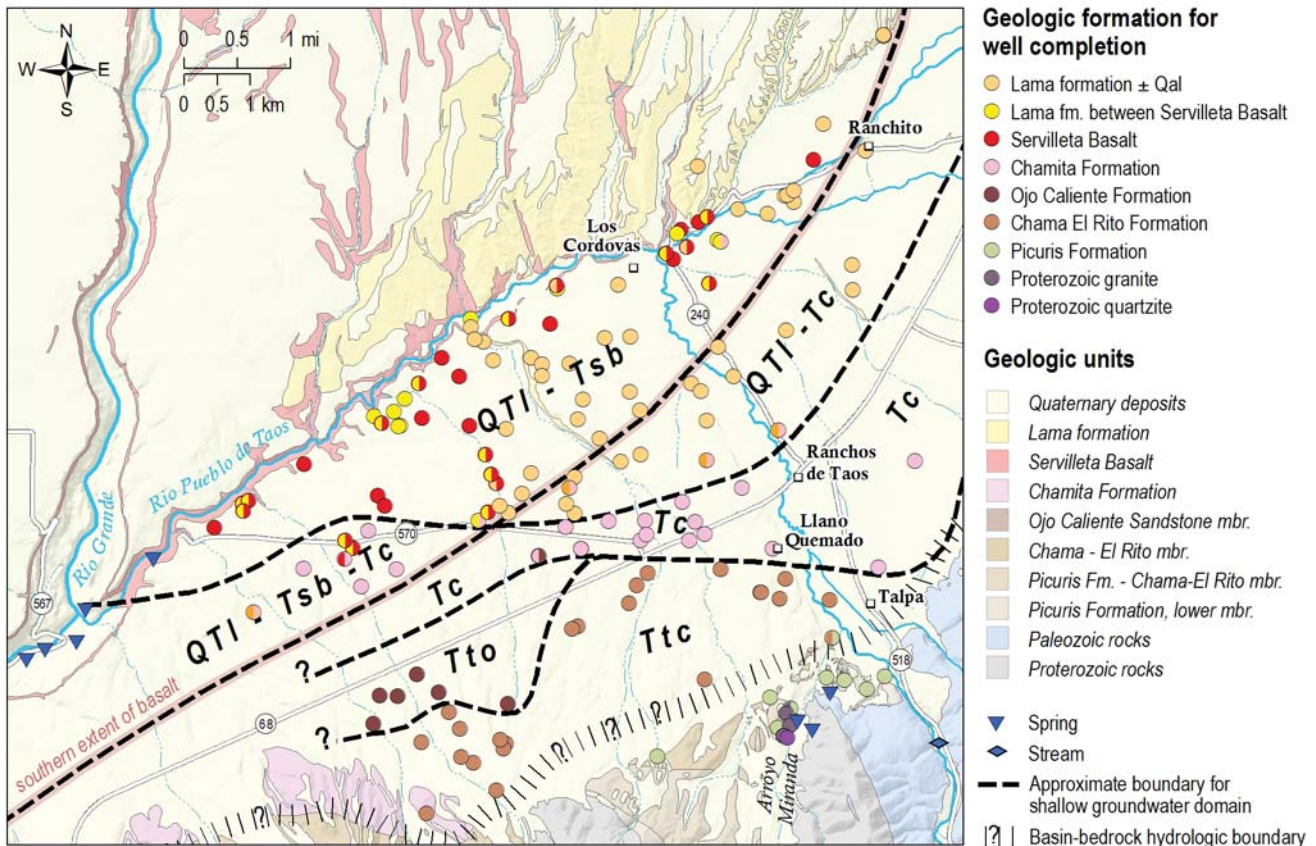 N
W E
S
0 0.5 1 mi
0 0.5 1 km
Ranchito
Los
Cordovas
240
QTl - Tsb
QTl - Tc
Tc
Rio Pueblo de Taos
Ranchos
de Taos
Rio Grande
570
Tc
Llano
Quemado
567
QTl - Tsb - Tc
Tc
Talpa
?
Tto
Ttc
518
southern extent of basalt
68
?
?
?
?
?
?
Arroyo
Miranda
Geologic formation for
well completion
Lama formation ± Qal
Lama fm. between Servilleta Basalt
Servilleta Basalt
Chamita Formation
Ojo Caliente Formation
Chama El Rito Formation
Picuris Formation
Proterozoic granite
Proterozoic quartzite
Geologic units
Quaternary deposits
Lama formation
Servilleta Basalt
Chamita Formation
Ojo Caliente Sandstone mbr.
Chama - El Rito mbr.
Picuris Fm. - Chama-El Rito mbr.
Picuris Formation, lower mbr.
Paleozoic rocks
Proterozoic rocks
Spring
Stream
Approximate boundary for
shallow groundwater domain
? Basin-bedrock hydrologic boundary